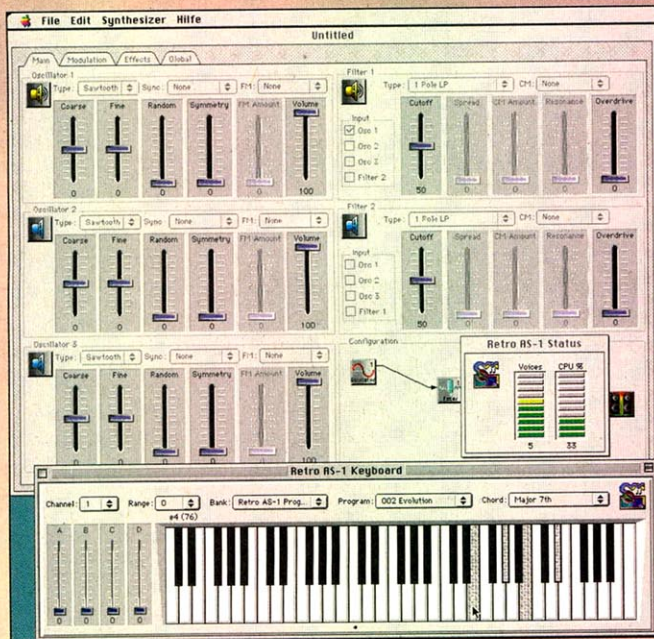 File Edit Synthesizer Hilfe
Untitled
Main Modulation Effects Global
Oscillator 1
Type: Sawtooth Sync: None FM: None
Coarse Fine Random Symmetry FM Amount Volume
0 0 0 0 0 100
Filter 1
Type: 1 Pole LP CM: None
Input
Osc 1
Osc 2
Osc 3
Filter 2
Cutoff Spread CM Amount Resonance Overdrive
50 0 0 0 0
Oscillator 2
Type: Sawtooth Sync: None FM: None
Coarse Fine Random Symmetry FM Amount Volume
0 0 0 0 0 100
Filter 2
Type: 1 Pole LP CM: None
Input
Osc 1
Osc 2
Osc 3
Filter 1
Cutoff Spread CM Amount Resonance Overdrive
50 0 0 0 0
Oscillator 3
Type: Sawtooth Sync: None FM: None
Coarse Fine Random Symmetry FM Amount Volume
Configuration
Retro AS-1 Status
Voices CPU %
5 33
Retro AS-1 Keyboard
Channel: 1 Range: 0 Bank: Retro AS-1 Prog... Program: 002 Evolution Chord: Major 7th
e4 (76)
A B C D
0 0 0 0